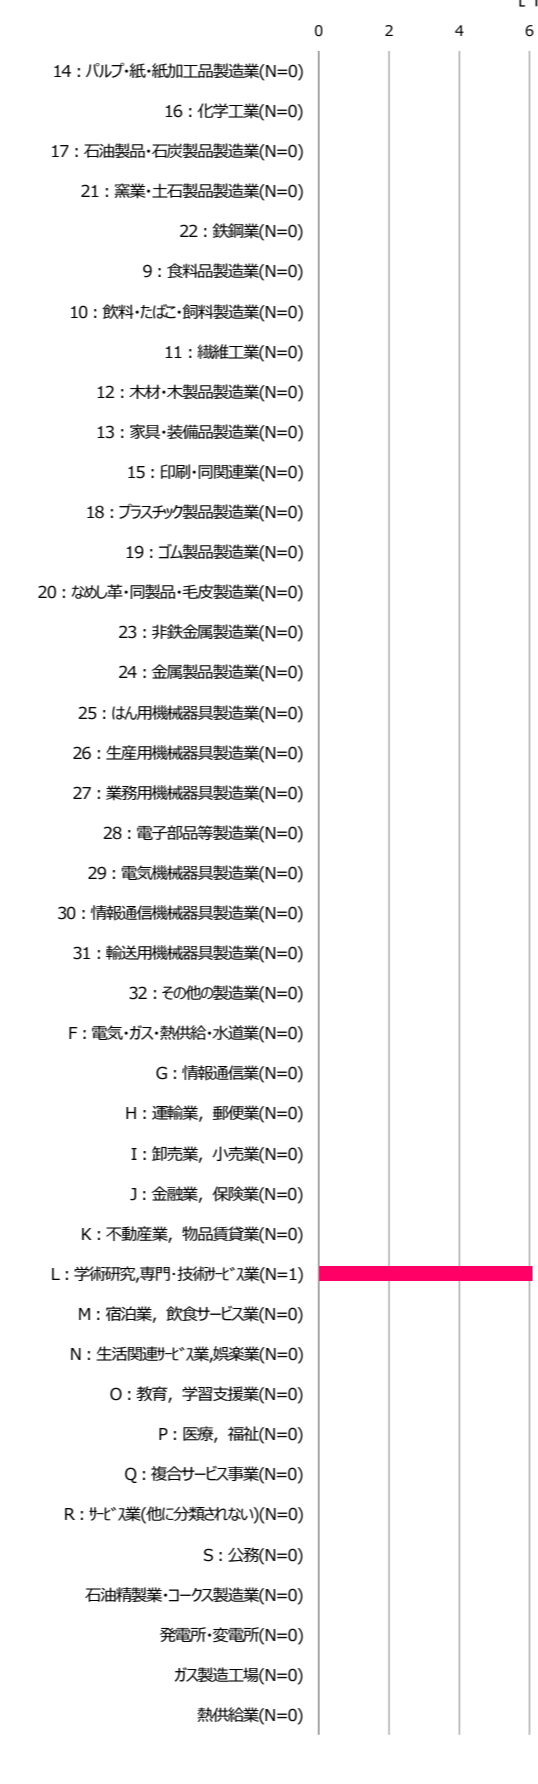 0 2 4 6
14：パルプ・紙・紙加工品製造業(N=0)
16：化学工業(N=0)
17：石油製品・石炭製品製造業(N=0)
21：窯業・土石製品製造業(N=0)
22：鉄鋼業(N=0)
9：食料品製造業(N=0)
10：飲料・たばこ・飼料製造業(N=0)
11：繊維工業(N=0)
12：木材・木製品製造業(N=0)
13：家具・装備品製造業(N=0)
15：印刷・同関連業(N=0)
18：プラスチック製品製造業(N=0)
19：ゴム製品製造業(N=0)
20：なめし革・同製品・毛皮製造業(N=0)
23：非鉄金属製造業(N=0)
24：金属製品製造業(N=0)
25：はん用機械器具製造業(N=0)
26：生産用機械器具製造業(N=0)
27：業務用機械器具製造業(N=0)
28：電子部品等製造業(N=0)
29：電気機械器具製造業(N=0)
30：情報通信機械器具製造業(N=0)
31：輸送用機械器具製造業(N=0)
32：その他の製造業(N=0)
F：電気・ガス・熱供給・水道業(N=0)
G：情報通信業(N=0)
H：運輸業，郵便業(N=0)
I：卸売業，小売業(N=0)
J：金融業，保険業(N=0)
K：不動産業，物品賃貸業(N=0)
L：学術研究,専門・技術ｻｰﾋﾞｽ業(N=1)
M：宿泊業，飲食サービス業(N=0)
N：生活関連ｻｰﾋﾞｽ業,娯楽業(N=0)
O：教育，学習支援業(N=0)
P：医療，福祉(N=0)
Q：複合サービス事業(N=0)
R：ｻｰﾋﾞｽ業(他に分類されない)(N=0)
S：公務(N=0)
石油精製業・コークス製造業(N=0)
発電所・変電所(N=0)
ガス製造工場(N=0)
熱供給業(N=0)